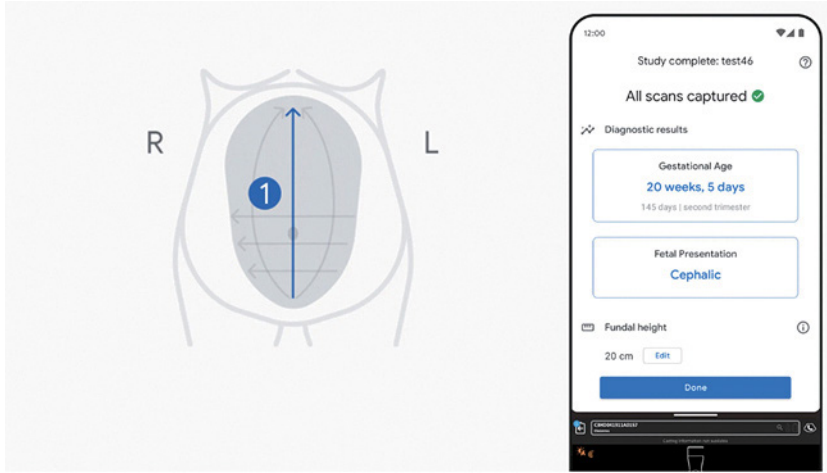 R
L
1
12:00
Study complete: test46
All scans captured
Diagnostic results
Gestational Age
20 weeks, 5 days
145 days | second trimester
Fetal Presentation
Cephalic
Fundal height
20 cm Edit
Done